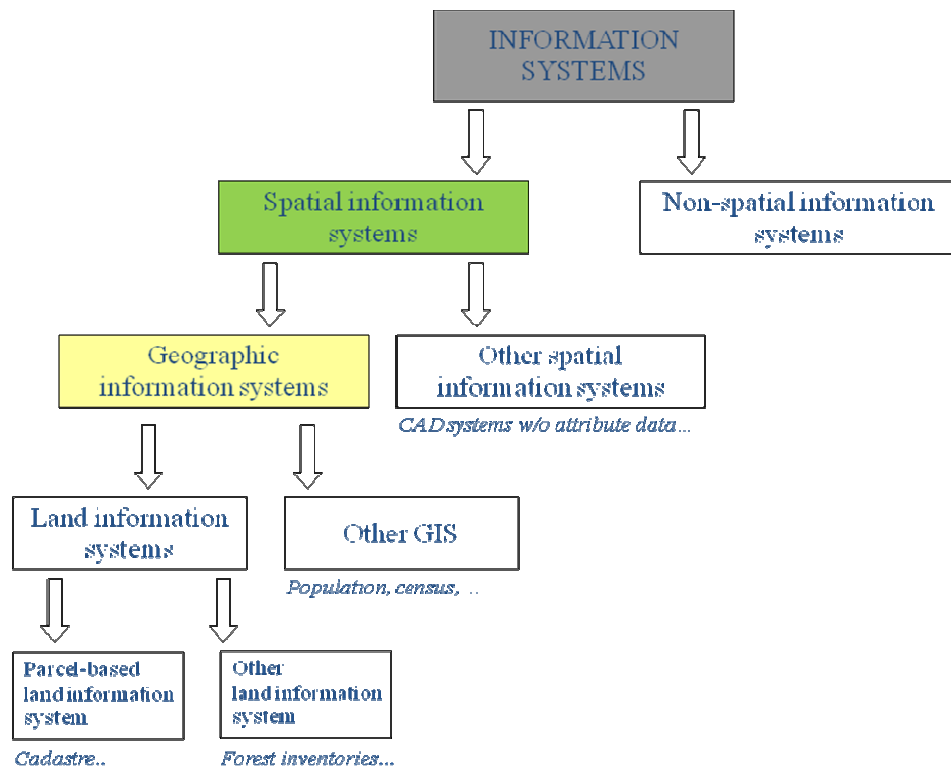 INFORMATION
SYSTEMS
Spatial information
systems
Non-spatial information
systems
Geographic
information systems
Other spatial
information systems
CAD systems w/o attribute data...
Land information
systems
Other GIS
Population, census, ..
Parcel-based
land information
system
Other
land information
system
Cadastre..
Forest inventories...